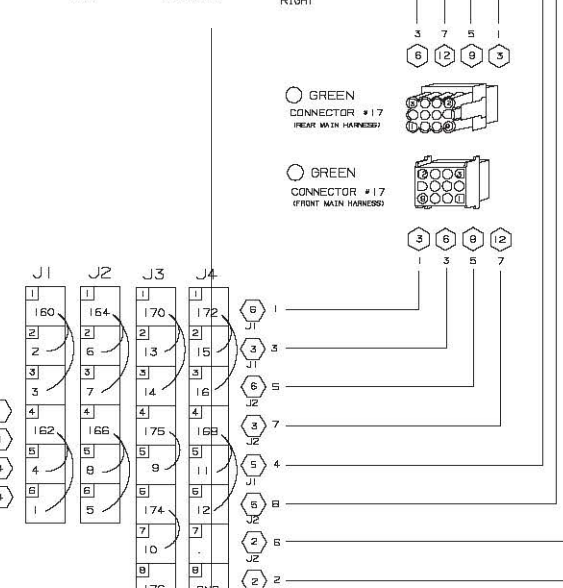 RIGHT
3 7 5 1
6 12 9 3
GREEN
CONNECTOR #17
(REAR MAIN HARNESS)
GREEN
CONNECTOR #17
(FRONT MAIN HARNESS)
3 6 8 12
1 3 5 7
J1 J2 J3 J4
1 160 1 164 1 170 1 172 6 J1 1
2 2 2 6 2 13 2 15 3 J1 3
3 3 3 7 3 14 3 16 6 J2 5
4 162 4 166 4 175 4 168 3 J2 7
5 4 5 8 5 9 5 11 5 J1 4
6 1 6 5 6 174 6 12 5 J2 8
7 10 7 . 2 J2 6
8 176 8 2 2